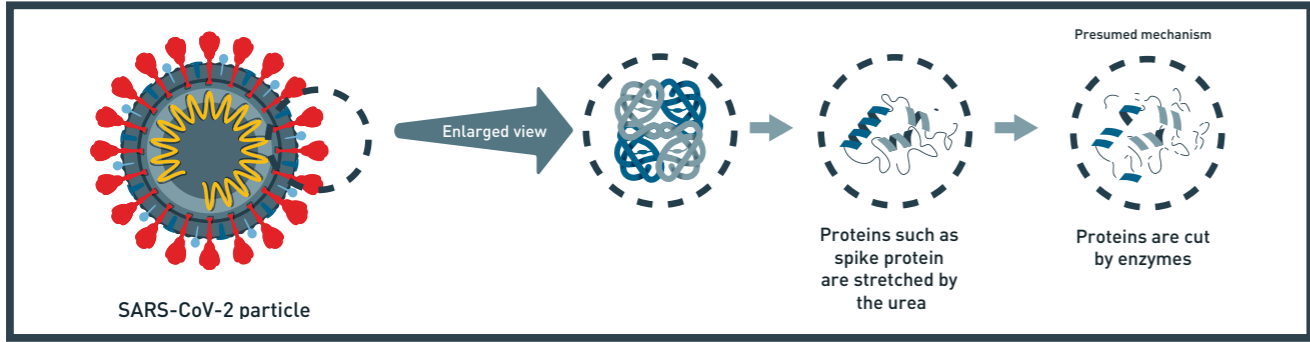 SARS-CoV-2 particle
Enlarged view
Proteins such as
spike protein
are stretched by
the urea
Presumed mechanism
Proteins are cut
by enzymes